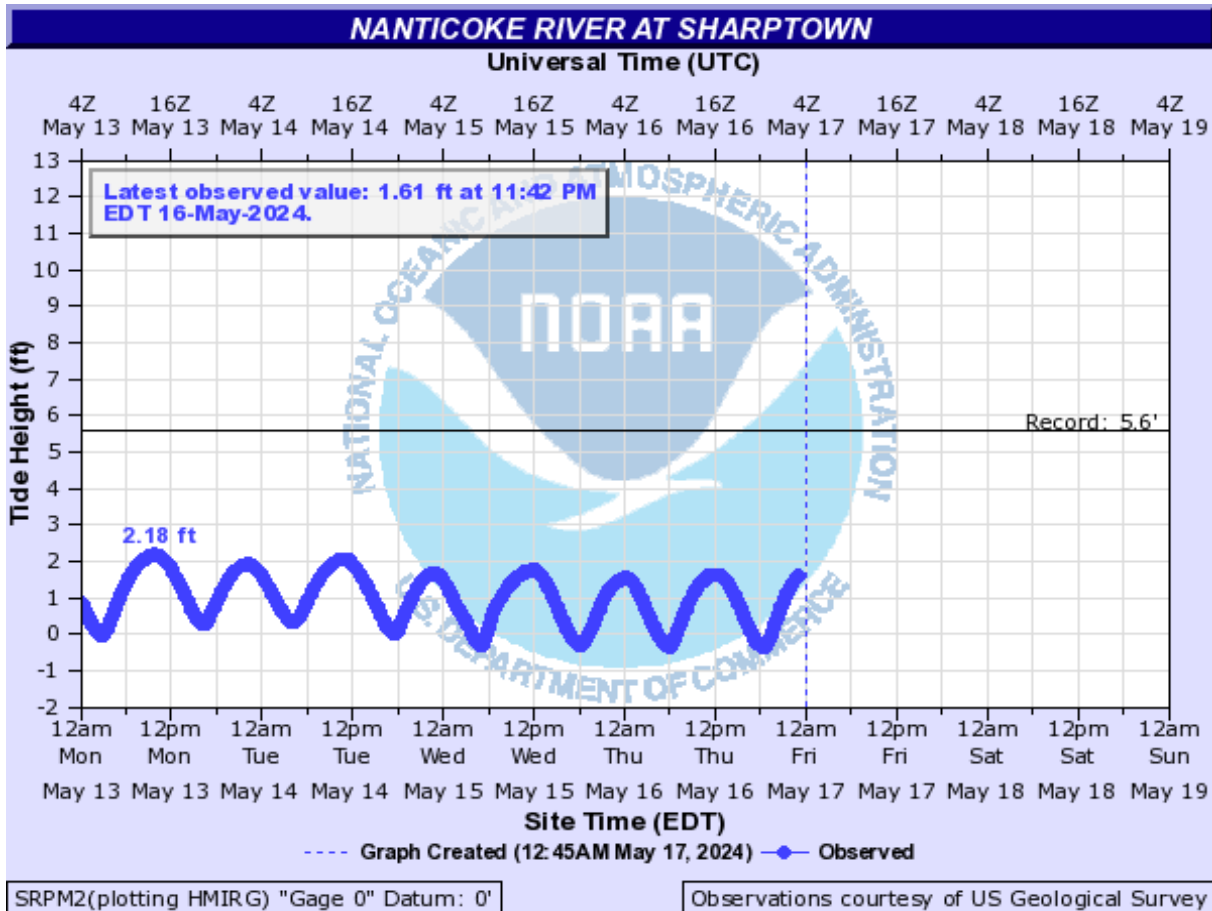 NANTICOKE RIVER AT SHARPTOWN
Universal Time (UTC)
4Z 16Z 4Z 16Z 4Z 16Z 4Z 16Z 4Z 16Z 4Z 16Z 4Z
May 13 May 13 May 14 May 14 May 15 May 15 May 16 May 16 May 17 May 17 May 18 May 18 May 19
Latest observed value: 1.61 ft at 11:42 PM
EDT 16-May-2024.
NATIONAL OCEANIC AND ATMOSPHERIC ADMINISTRATION
NOAA
U.S. DEPARTMENT OF COMMERCE
Tide Height (ft)
13
12
11
10
9
8
7
6
5
4
3
2
1
0
-1
-2
Record: 5.6'
2.18 ft
12am 12pm 12am 12pm 12am 12pm 12am 12pm 12am 12pm 12am 12pm 12am
Mon Mon Tue Tue Wed Wed Thu Thu Fri Fri Sat Sat Sun
May 13 May 13 May 14 May 14 May 15 May 15 May 16 May 16 May 17 May 17 May 18 May 18 May 19
Site Time (EDT)
Graph Created (12:45AM May 17, 2024) Observed
SRPM2(plotting HMIRG) "Gage 0" Datum: 0'
Observations courtesy of US Geological Survey